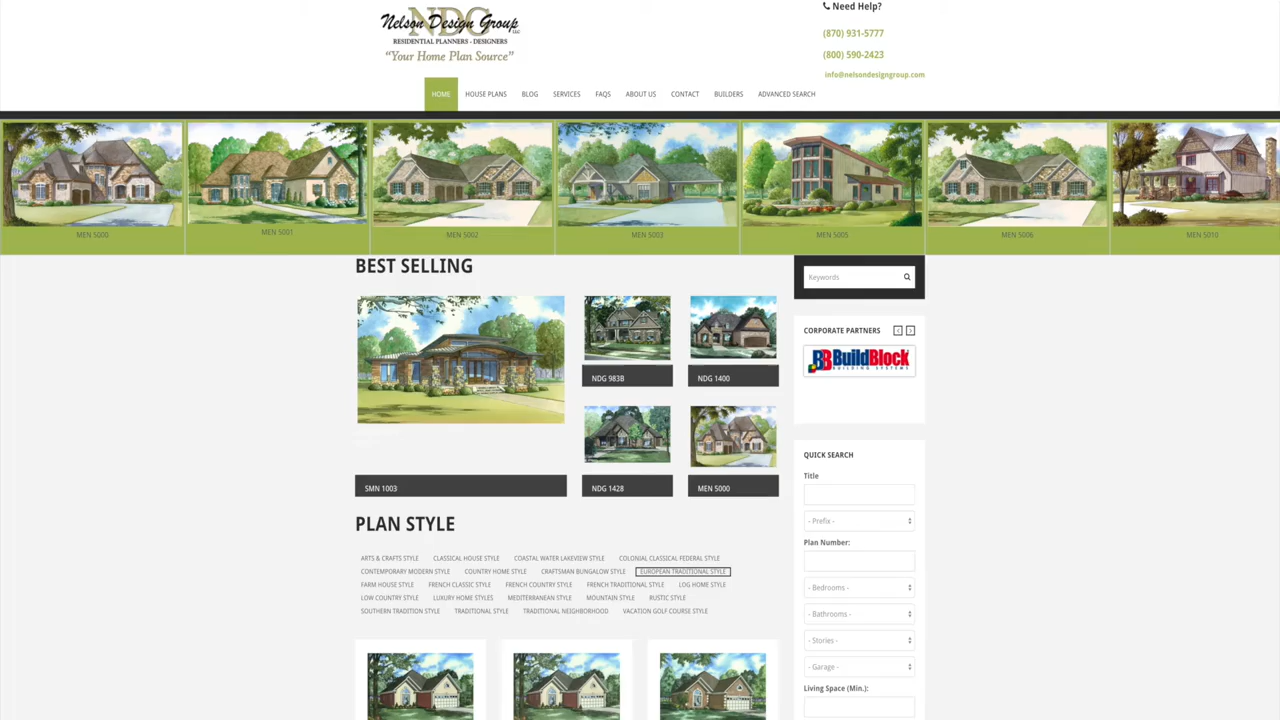 NDG
Nelson Design Group LLC
RESIDENTIAL PLANNERS - DESIGNERS
"Your Home Plan Source"
Need Help?
(870) 931-5777
(800) 590-2423
info@nelsondesigngroup.com
HOME HOUSE PLANS BLOG SERVICES FAQS ABOUT US CONTACT BUILDERS ADVANCED SEARCH
MEN 5000 MEN 5001 MEN 5002 MEN 5003 MEN 5005 MEN 5006 MEN 5010
BEST SELLING
NDG 983B NDG 1400
SMN 1003 NDG 1428 MEN 5000
PLAN STYLE
ARTS & CRAFTS STYLE CLASSICAL HOUSE STYLE COASTAL WATER LAKEVIEW STYLE COLONIAL CLASSICAL FEDERAL STYLE
CONTEMPORARY MODERN STYLE COUNTRY HOME STYLE CRAFTSMAN BUNGALOW STYLE EUROPEAN TRADITIONAL STYLE
FARM HOUSE STYLE FRENCH CLASSIC STYLE FRENCH COUNTRY STYLE FRENCH TRADITIONAL STYLE LOG HOME STYLE
LOW COUNTRY STYLE LUXURY HOME STYLES MEDITERRANEAN STYLE MOUNTAIN STYLE RUSTIC STYLE
SOUTHERN TRADITION STYLE TRADITIONAL STYLE TRADITIONAL NEIGHBORHOOD VACATION GOLF COURSE STYLE
Keywords
CORPORATE PARTNERS
BuildBlock
BUILDING SYSTEMS
QUICK SEARCH
Title
- Prefix -
Plan Number:
- Bedrooms -
- Bathrooms -
- Stories -
- Garage -
Living Space (Min.):